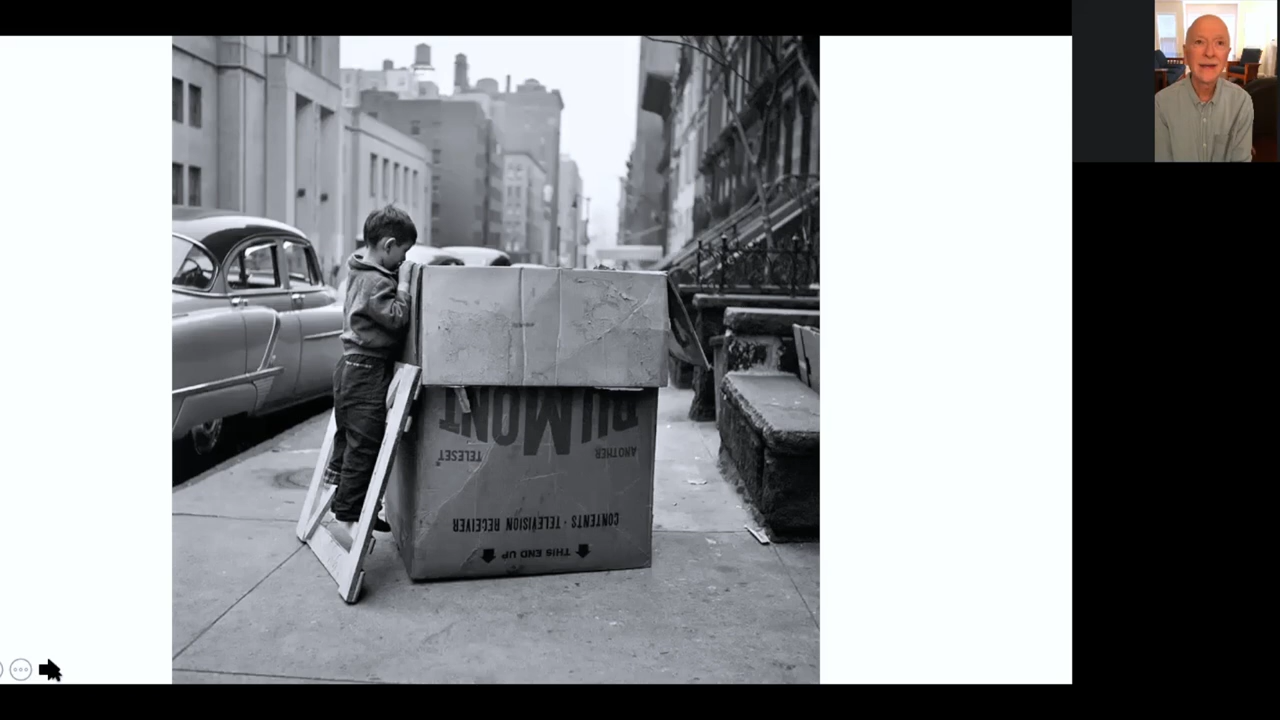 THIS END UP
CONTENTS · TELEVISION RECEIVER
ANOTHER TELESET
DUMONT